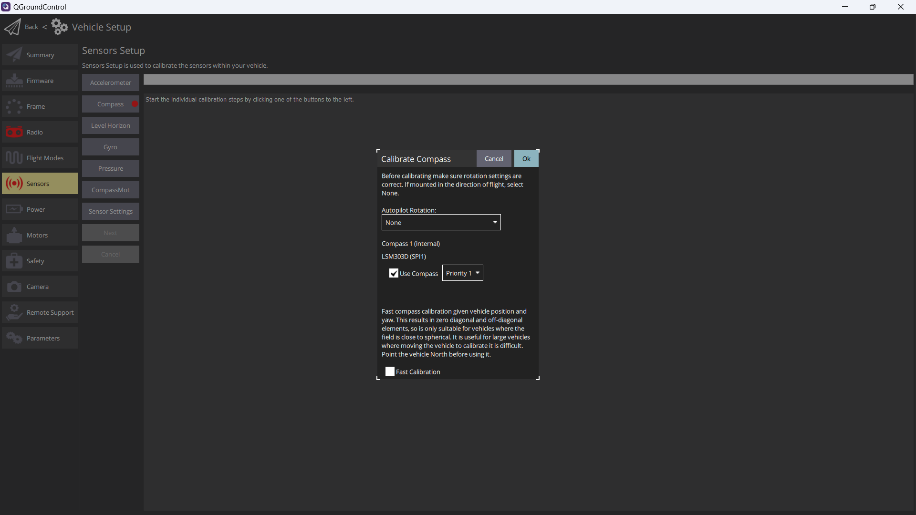 QGroundControl
Back < Vehicle Setup
Summary
Firmware
Frame
Radio
Flight Modes
Sensors
Power
Motors
Safety
Camera
Remote Support
Parameters
Sensors Setup
Sensors Setup is used to calibrate the sensors within your vehicle.
Accelerometer
Compass
Level Horizon
Gyro
Pressure
CompassMot
Sensor Settings
Next
Cancel
Start the individual calibration steps by clicking one of the buttons to the left.
Calibrate Compass
Cancel
Ok
Before calibrating make sure rotation settings are
correct. If mounted in the direction of flight, select
None.
Autopilot Rotation:
None
Compass 1 (internal)
LSM303D (SPI1)
Use Compass
Priority 1
Fast compass calibration given vehicle position and
yaw. This results in zero diagonal and off-diagonal
elements, so is only suitable for vehicles where the
field is close to spherical. It is useful for large vehicles
where moving the vehicle to calibrate it is difficult.
Point the vehicle North before using it.
Fast Calibration